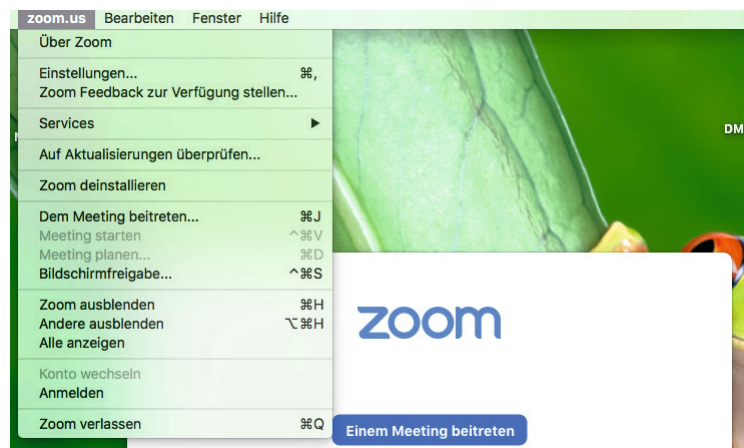 zoom.us Bearbeiten Fenster Hilfe
Über Zoom
Einstellungen... ⌘,
Zoom Feedback zur Verfügung stellen...
Services ▶
Auf Aktualisierungen überprüfen...
Zoom deinstallieren
Dem Meeting beitreten... ⌘J
Meeting starten ^⌘V
Meeting planen... ⌘D
Bildschirmfreigabe... ^⌘S
Zoom ausblenden ⌘H
Andere ausblenden ⌥⌘H
Alle anzeigen
Konto wechseln
Anmelden
Zoom verlassen ⌘Q
DM
zoom
Einem Meeting beitreten